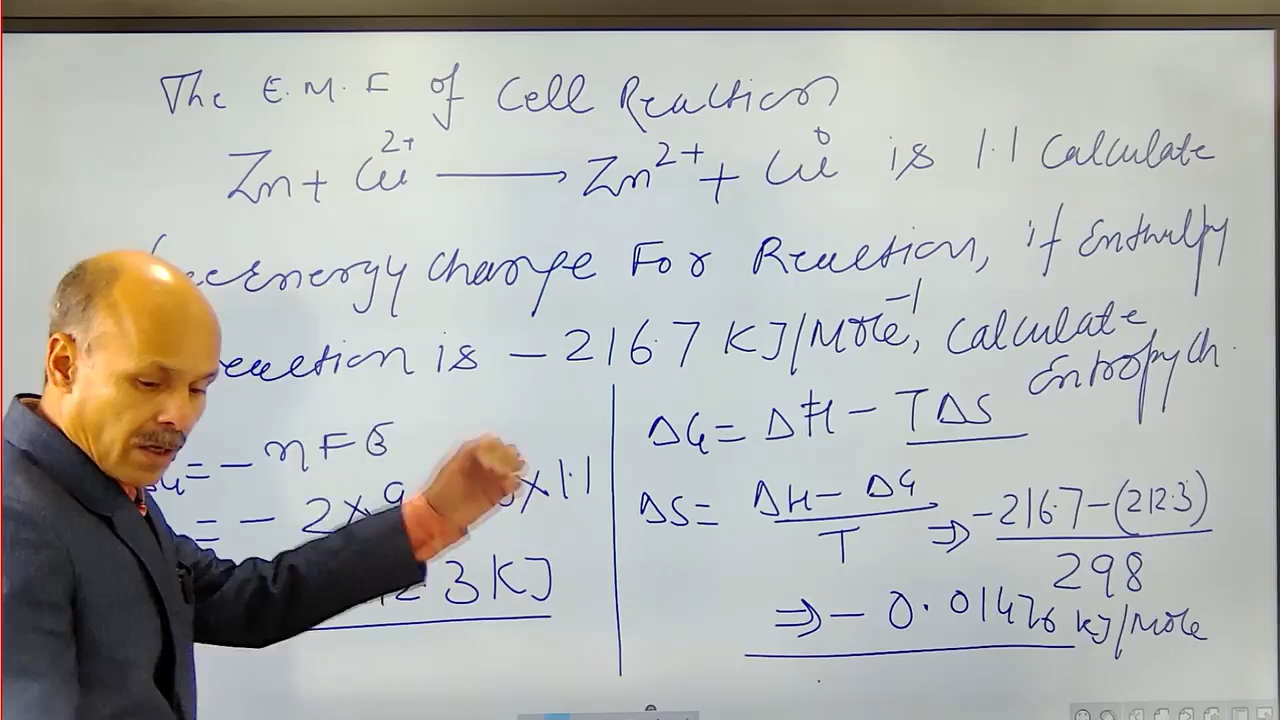 The E.M.F of Cell Reaction
Zn + Cu²⁺ ⟶ Zn²⁺ + Cu⁰ is 1.1 Calculate
Energy Change For Reaction, if Enthalpy
is -216.7 KJ/Mole⁻¹, Calculate
Entropy Ch.
= - nFE
= - 2×9 ×1.1
3 KJ
ΔG = ΔH - TΔS
ΔS = ΔH - ΔG / T ⇒ -216.7-(212.3) / 298
⇒ - 0.01476 KJ/Mole